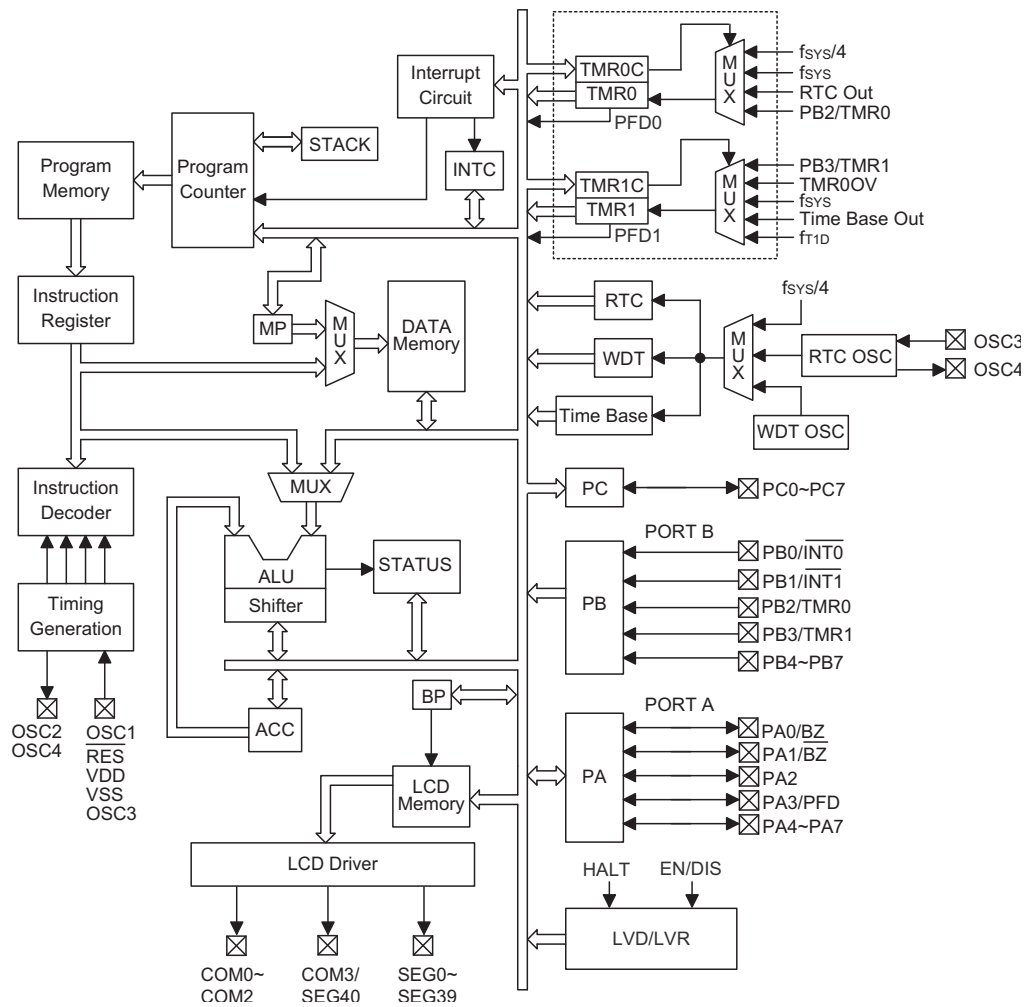 Interrupt
Circuit
STACK
INTC
Program
Counter
Program
Memory
Instruction
Register
MP
MUX
DATA
Memory
Instruction
Decoder
MUX
ALU
Shifter
STATUS
Timing
Generation
OSC2
OSC4
OSC1
RES
VDD
VSS
OSC3
ACC
BP
LCD
Memory
LCD Driver
COM0~
COM2
COM3/
SEG40
SEG0~
SEG39
TMR0C
TMR0
PFD0
MUX
fSYS/4
fSYS
RTC Out
PB2/TMR0
TMR1C
TMR1
PFD1
MUX
PB3/TMR1
TMR0OV
fSYS
Time Base Out
fT1D
RTC
WDT
Time Base
MUX
fSYS/4
RTC OSC
WDT OSC
OSC3
OSC4
PC
PC0~PC7
PORT B
PB
PB0/INT0
PB1/INT1
PB2/TMR0
PB3/TMR1
PB4~PB7
PORT A
PA
PA0/BZ
PA1/BZ
PA2
PA3/PFD
PA4~PA7
HALT
EN/DIS
LVD/LVR